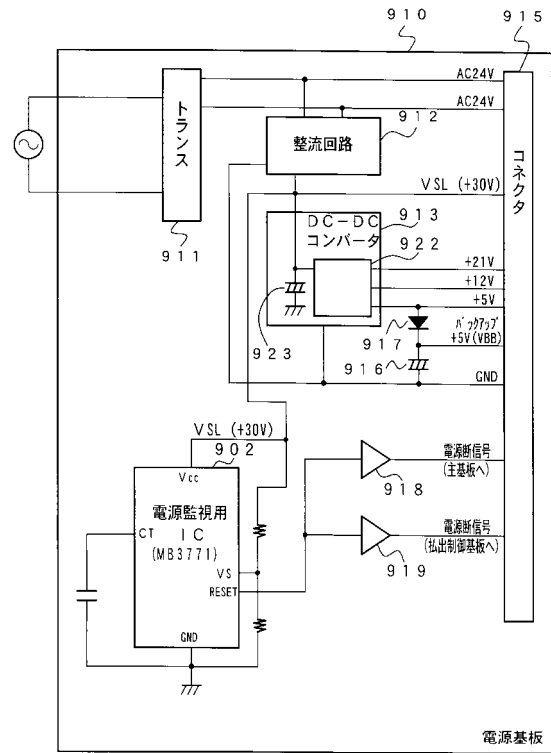 910
915
AC24V
AC24V
912
トランス
整流回路
コネクタ
VSL (+30V)
911
DC-DC
コンバータ
913
922
+21V
+12V
+5V
923
917
バックアップ
+5V(VBB)
916
GND
VSL (+30V)
902
Vcc
電源監視用
IC
(MB3771)
CT
VS
RESET
GND
電源断信号
(主基板へ)
918
電源断信号
(払出制御基板へ)
919
電源基板